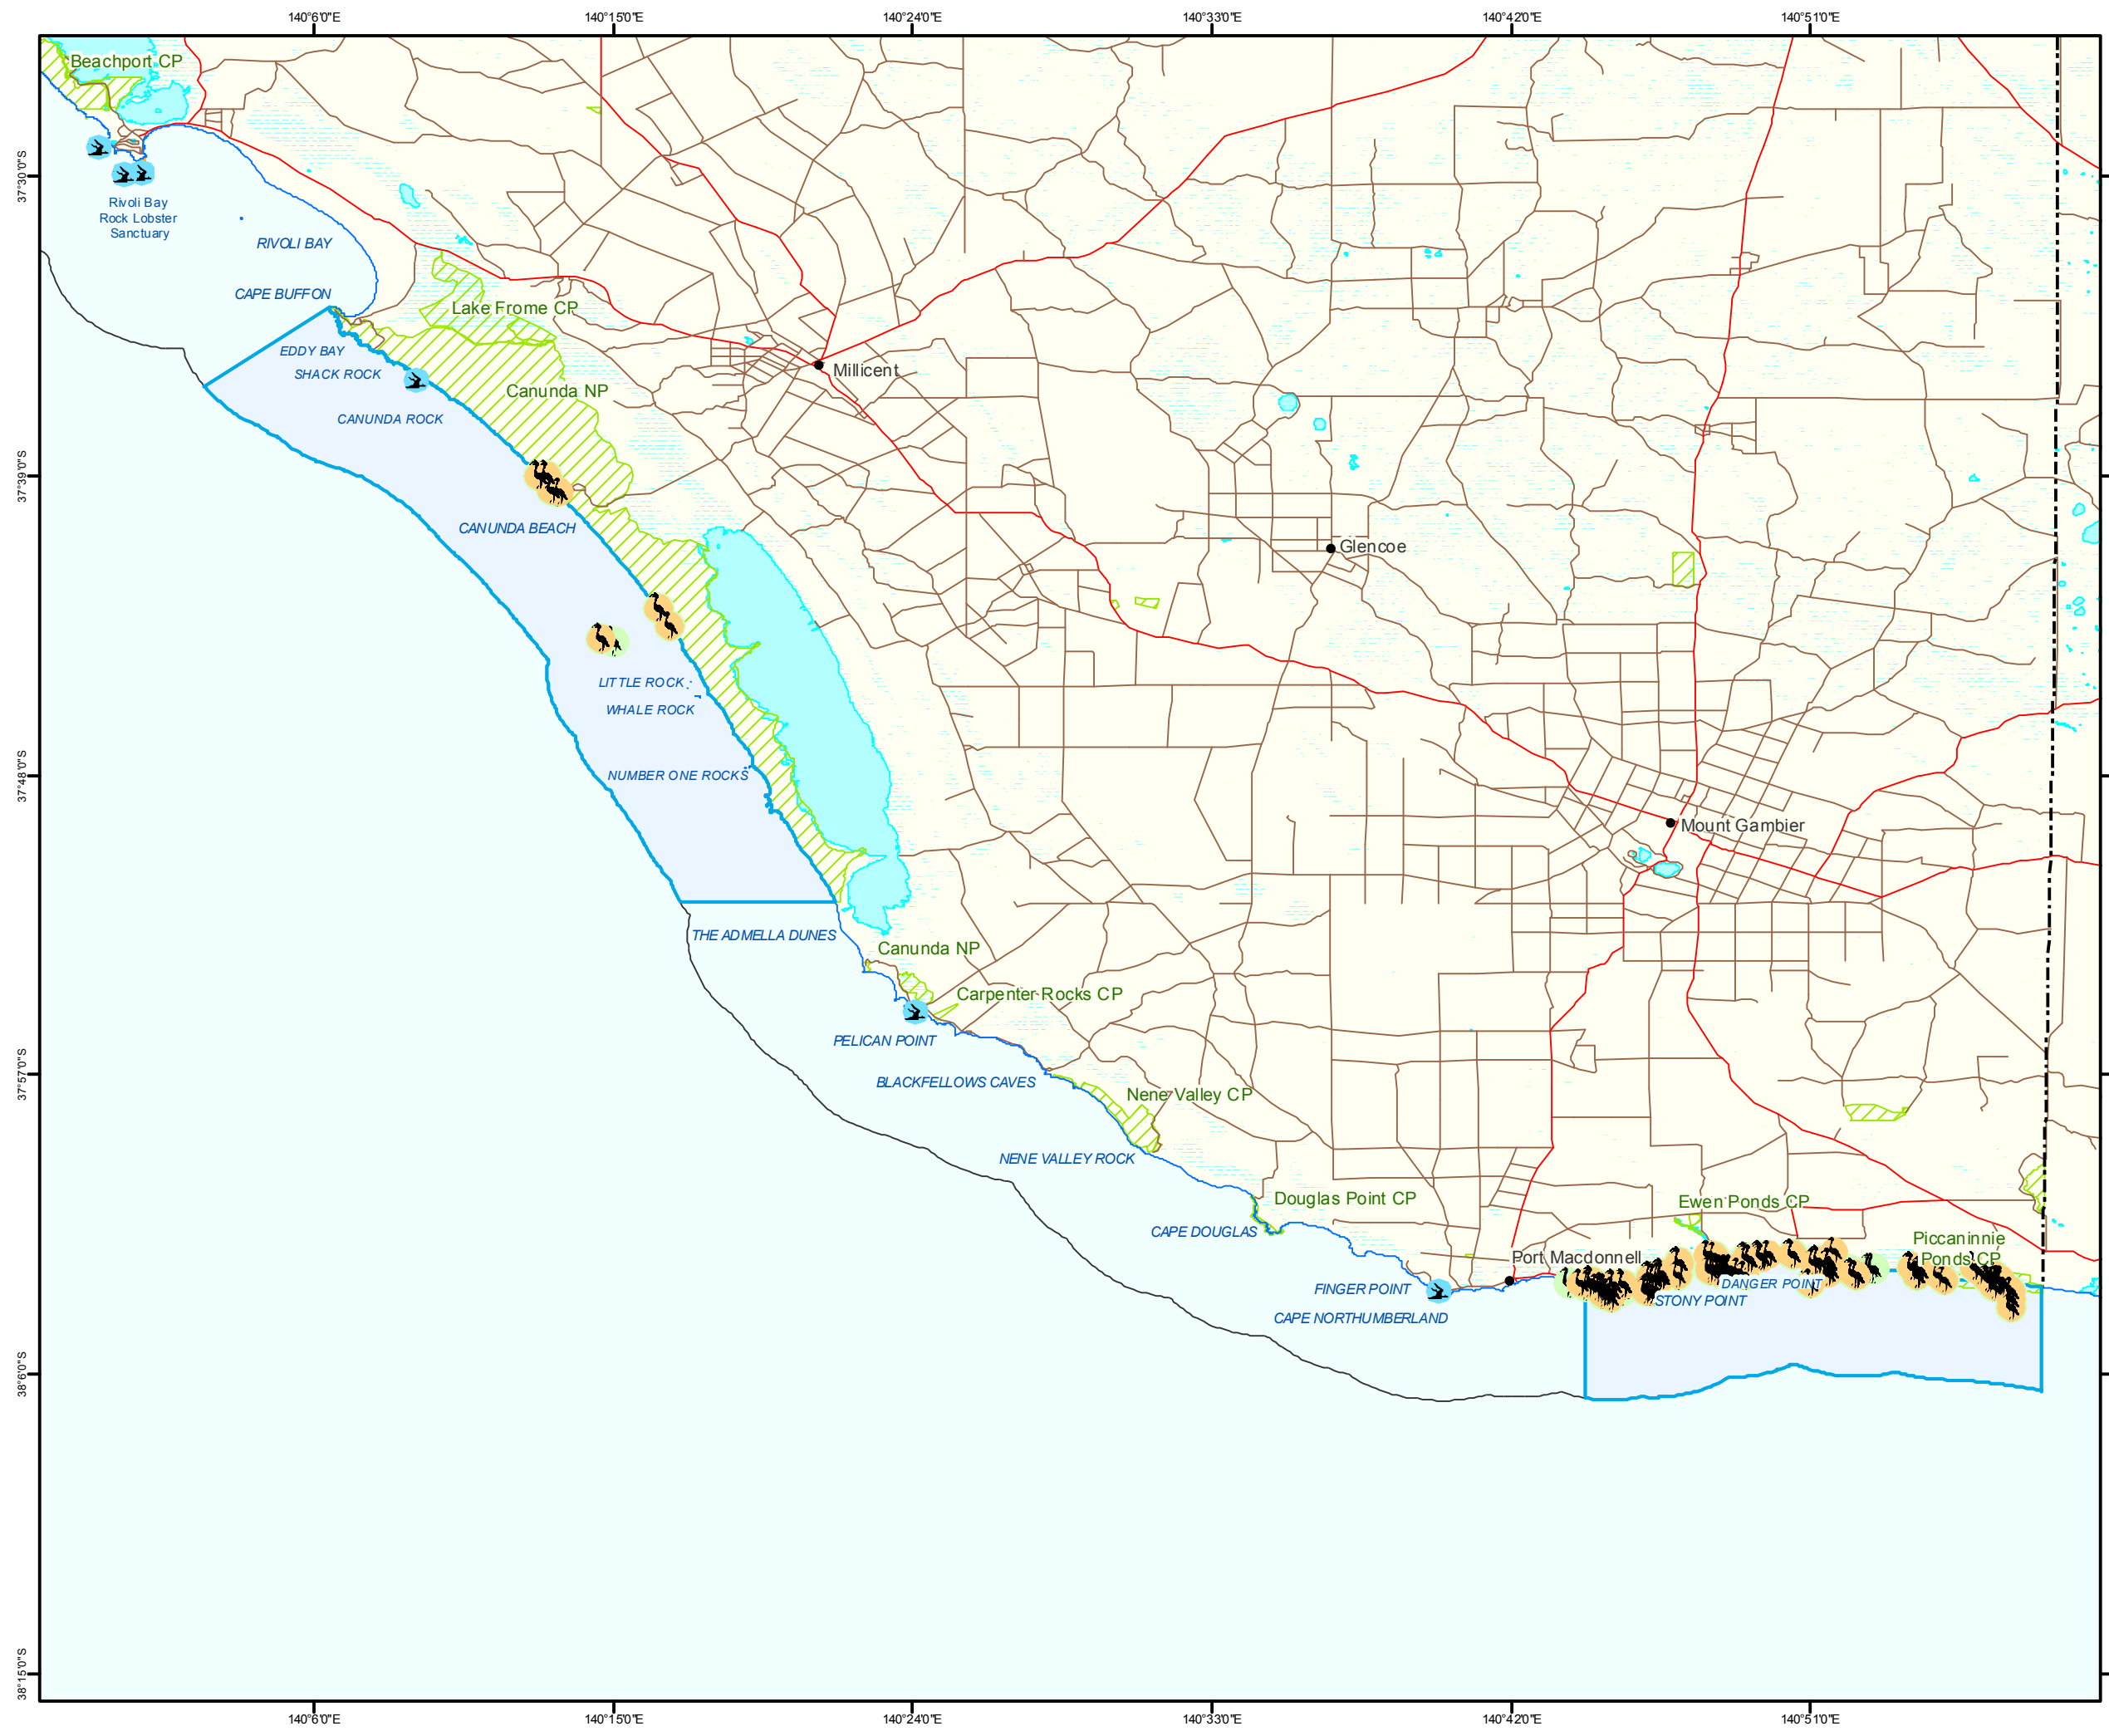 140°6'0"E
140°15'0"E
140°24'0"E
140°33'0"E
140°42'0"E
140°51'0"E
Beachport CP
37°30'0"S
Rivoli Bay
Rock Lobster
Sanctuary
RIVOLI BAY
CAPE BUFFON
Lake Frome CP
EDDY BAY
SHACK ROCK
Millicent
Canunda NP
CANUNDA ROCK
37°39'0"S
CANUNDA BEACH
Glencoe
LITTLE ROCK
WHALE ROCK
37°48'0"S
NUMBER ONE ROCKS
Mount Gambier
THE ADMELLA DUNES
Canunda NP
Carpenter Rocks CP
PELICAN POINT
37°57'0"S
BLACKFELLOWS CAVES
Nene Valley CP
NENE VALLEY ROCK
Douglas Point CP
Ewen Ponds CP
CAPE DOUGLAS
Piccaninnie
Ponds CP
Port Macdonnell
DANGER POINT
FINGER POINT
STONY POINT
CAPE NORTHUMBERLAND
38°6'0"S
38°15'0"S
140°6'0"E
140°15'0"E
140°24'0"E
140°33'0"E
140°42'0"E
140°51'0"E